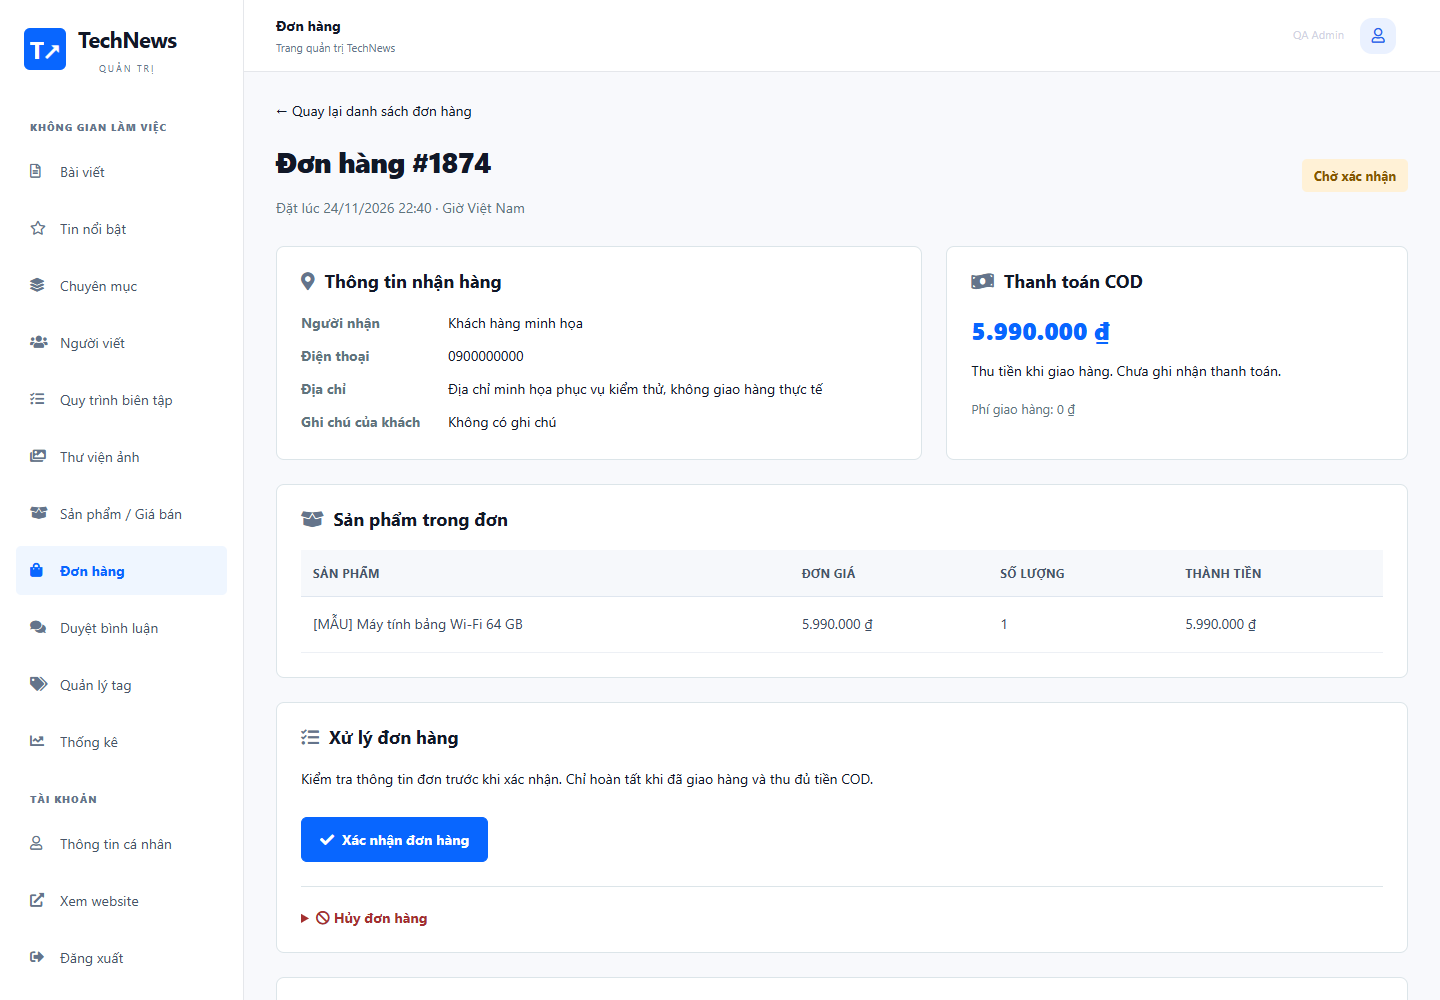 T↗ TechNews
QUẢN TRỊ
KHÔNG GIAN LÀM VIỆC
Bài viết
Tin nổi bật
Chuyên mục
Người viết
Quy trình biên tập
Thư viện ảnh
Sản phẩm / Giá bán
Đơn hàng
Duyệt bình luận
Quản lý tag
Thống kê
TÀI KHOẢN
Thông tin cá nhân
Xem website
Đăng xuất
Đơn hàng
Trang quản trị TechNews
QA Admin
← Quay lại danh sách đơn hàng
Đơn hàng #1874
Chờ xác nhận
Đặt lúc 24/11/2026 22:40 · Giờ Việt Nam
Thông tin nhận hàng
Người nhận Khách hàng minh họa
Điện thoại 0900000000
Địa chỉ Địa chỉ minh họa phục vụ kiểm thử, không giao hàng thực tế
Ghi chú của khách Không có ghi chú
Thanh toán COD
5.990.000 ₫
Thu tiền khi giao hàng. Chưa ghi nhận thanh toán.
Phí giao hàng: 0 ₫
Sản phẩm trong đơn
SẢN PHẨM ĐƠN GIÁ SỐ LƯỢNG THÀNH TIỀN
[MẪU] Máy tính bảng Wi-Fi 64 GB 5.990.000 ₫ 1 5.990.000 ₫
Xử lý đơn hàng
Kiểm tra thông tin đơn trước khi xác nhận. Chỉ hoàn tất khi đã giao hàng và thu đủ tiền COD.
Xác nhận đơn hàng
Hủy đơn hàng